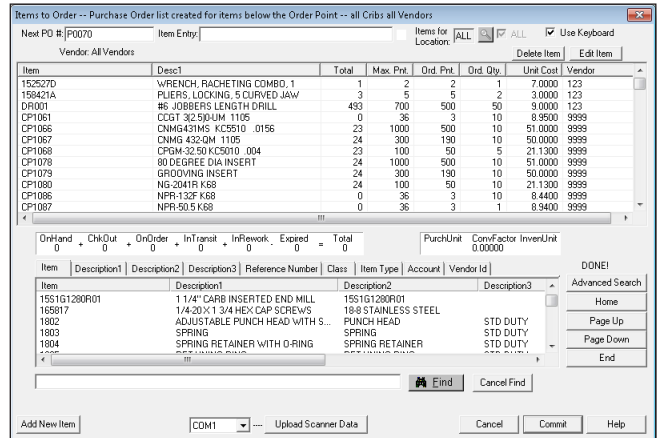 Items to Order -- Purchase Order list created for items below the Order Point -- all Cribs all Vendors
Next PO #: P0070 Item Entry: Items for Location: ALL ALL Use Keyboard
Vendor: All Vendors Delete Item Edit Item
Item Desc1 Total Max. Pnt. Ord. Pnt. Ord. Qty. Unit Cost Vendor
152527D WRENCH, RACHETING COMBO, 1 1 2 2 1 7.0000 123
158421A PLIERS, LOCKING, 5 CURVED JAW 3 5 5 2 3.0000 123
DR001 #6 JOBBERS LENGTH DRILL 493 700 500 50 9.0000 123
CP1061 CCGT 3(2.5)0-UM 1105 0 36 3 10 8.9500 9999
CP1066 CNMG431MS KC5510 .0156 23 1000 500 10 51.0000 9999
CP1067 CNMG 432-QM 1105 24 300 190 10 50.0000 9999
CP1068 CPGM-32.50 KC5010 .004 23 100 50 5 21.1300 9999
CP1078 80 DEGREE DIA INSERT 24 1000 500 10 51.0000 9999
CP1079 GROOVING INSERT 24 300 190 10 50.0000 9999
CP1080 NG-2041R K68 24 100 50 10 21.1300 9999
CP1086 NPR-132F K68 0 36 3 10 8.4400 9999
CP1087 NPR-50.5 K68 0 36 3 1 8.9400 9999
OnHand + ChkOut + OnOrder + InTransit + InRework - Expired = Total PurchUnit ConvFactor InvenUnit
0 0 0 0 0 0 0 0.00000
Item Description1 Description2 Description3 Reference Number Class Item Type Account Vendor Id DONE!
Item Description1 Description2 Description3 Advanced Search
15S1G1280R01 1 1/4" CARB INSERTED END MILL 15S1G1280R01
165817 1/4-20 X 1 3/4 HEX CAP SCREWS 18-8 STAINLESS STEEL Home
1802 ADJUSTABLE PUNCH HEAD WITH S... PUNCH HEAD STD DUTY Page Up
1803 SPRING SPRING STD DUTY
1804 SPRING RETAINER WITH O-RING SPRING RETAINER STD DUTY Page Down
End
Find Cancel Find
Add New Item COM1 ---- Upload Scanner Data Cancel Commit Help